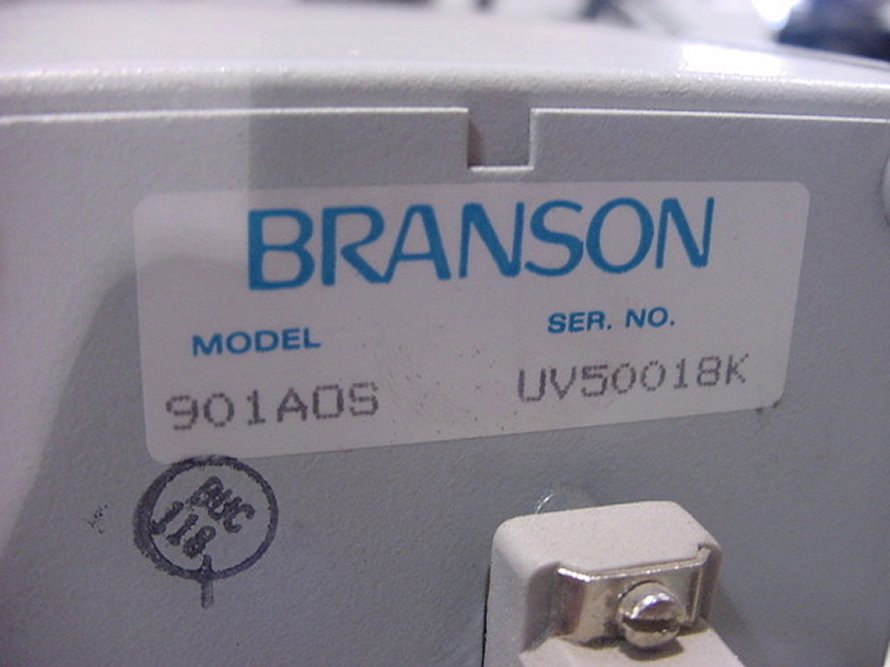 BRANSON
MODEL SER. NO.
901AOS UV50018K
BUC
118